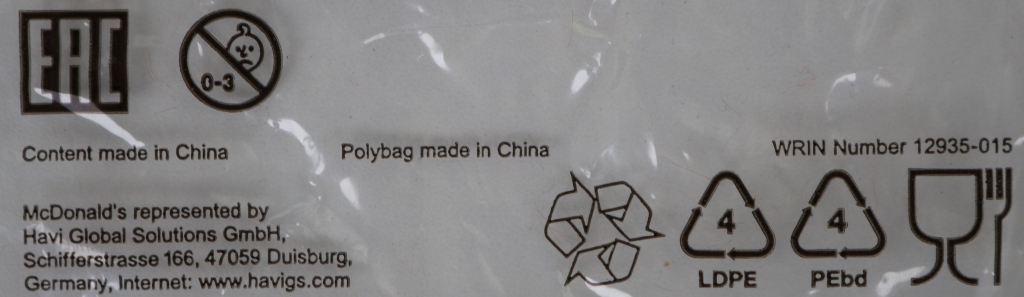 EAC
0-3
Content made in China
Polybag made in China
WRIN Number 12935-015
McDonald's represented by
Havi Global Solutions GmbH,
Schifferstrasse 166, 47059 Duisburg,
Germany, Internet: www.havigs.com
4
LDPE
4
PEbd